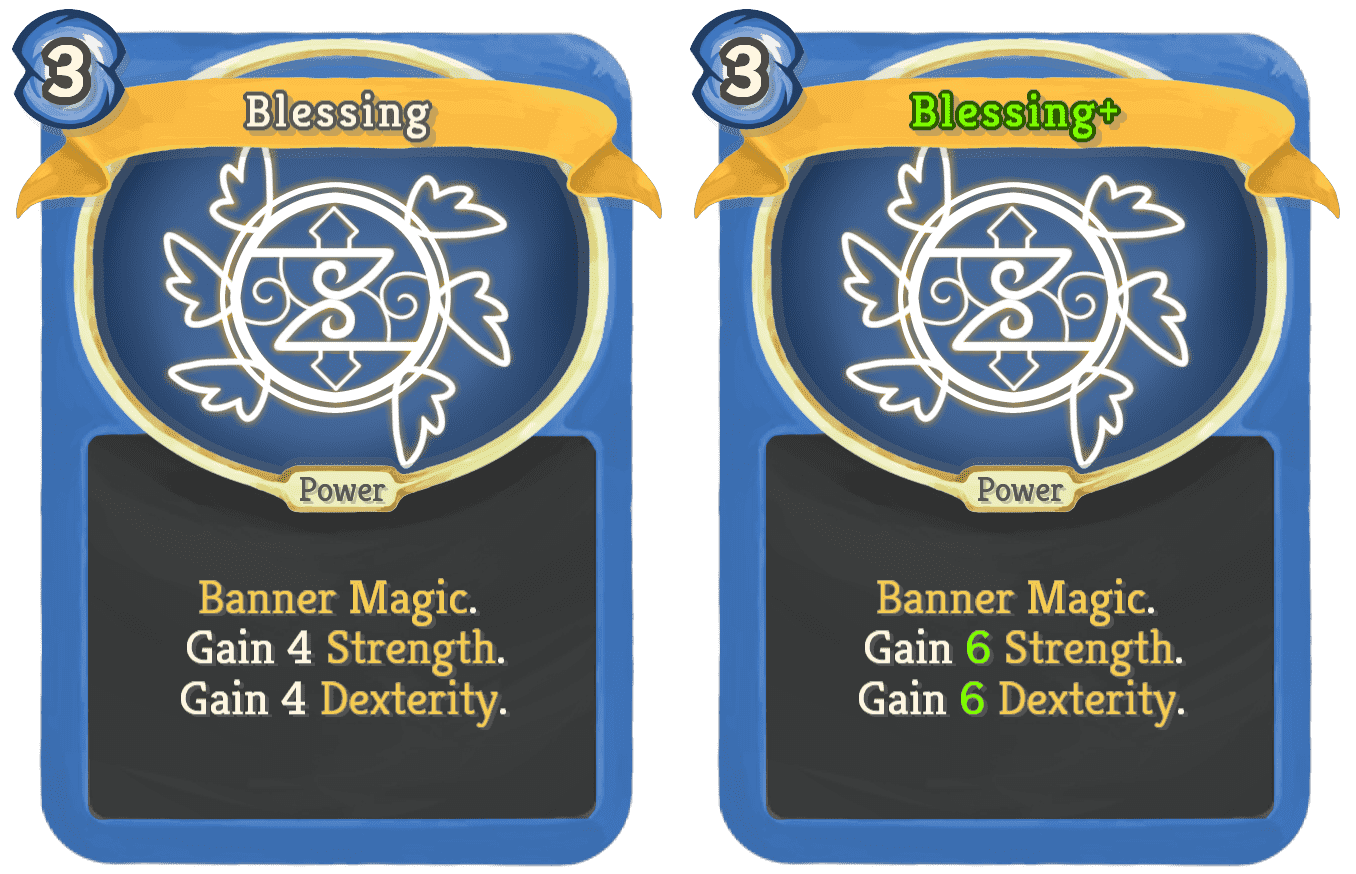 3
Blessing
Power
Banner Magic.
Gain 4 Strength.
Gain 4 Dexterity.
3
Blessing+
Power
Banner Magic.
Gain 6 Strength.
Gain 6 Dexterity.